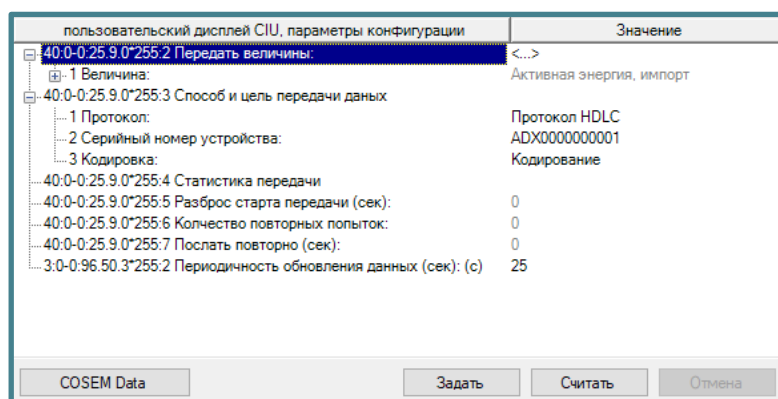 пользовательский дисплей CIU, параметры конфигурации Значение
40:0-0:25.9.0*255:2 Передать величины: <...>
1 Величина: Активная энергия, импорт
40:0-0:25.9.0*255:3 Способ и цель передачи даных
1 Протокол: Протокол HDLC
2 Серийный номер устройства: ADX0000000001
3 Кодировка: Кодирование
40:0-0:25.9.0*255:4 Статистика передачи
40:0-0:25.9.0*255:5 Разброс старта передачи (сек): 0
40:0-0:25.9.0*255:6 Колчество повторных попыток: 0
40:0-0:25.9.0*255:7 Послать повторно (сек): 0
3:0-0:96.50.3*255:2 Периодичность обновления данных (сек): (с) 25
COSEM Data Задать Считать Отмена